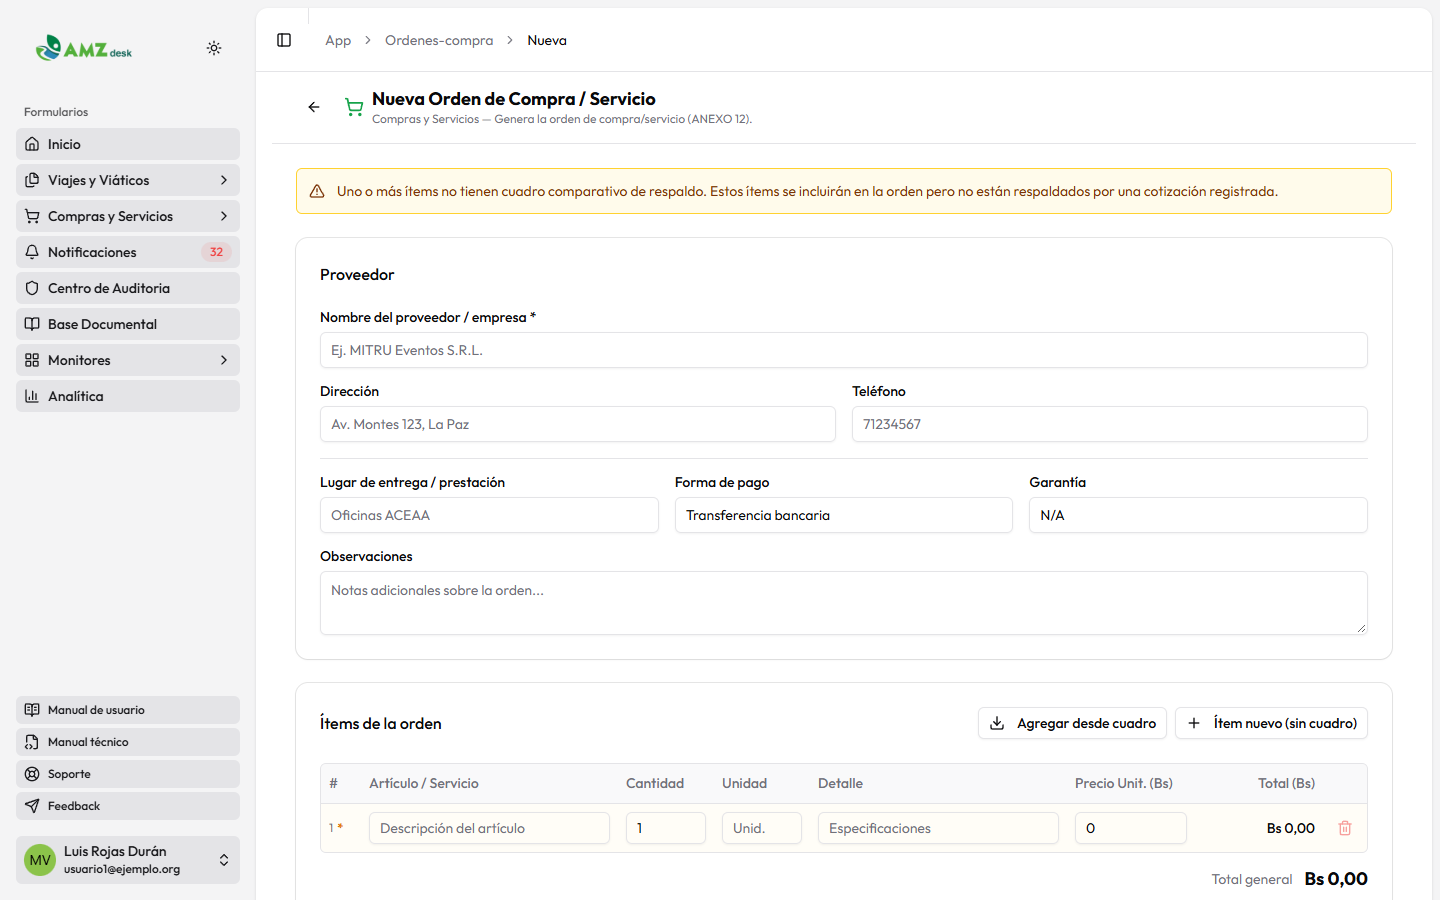 AMZ desk
Formularios
Inicio
Viajes y Viáticos
Compras y Servicios
Notificaciones 32
Centro de Auditoria
Base Documental
Monitores
Analítica
Manual de usuario
Manual técnico
Soporte
Feedback
MV
Luis Rojas Durán
usuario1@ejemplo.org
App > Ordenes-compra > Nueva
Nueva Orden de Compra / Servicio
Compras y Servicios — Genera la orden de compra/servicio (ANEXO 12).
Uno o más ítems no tienen cuadro comparativo de respaldo. Estos ítems se incluirán en la orden pero no están respaldados por una cotización registrada.
Proveedor
Nombre del proveedor / empresa *
Ej. MITRU Eventos S.R.L.
Dirección Teléfono
Av. Montes 123, La Paz 71234567
Lugar de entrega / prestación Forma de pago Garantía
Oficinas ACEAA Transferencia bancaria N/A
Observaciones
Notas adicionales sobre la orden...
Ítems de la orden Agregar desde cuadro Ítem nuevo (sin cuadro)
# Artículo / Servicio Cantidad Unidad Detalle Precio Unit. (Bs) Total (Bs)
1 * Descripción del artículo 1 Unid. Especificaciones 0 Bs 0,00
Total general Bs 0,00